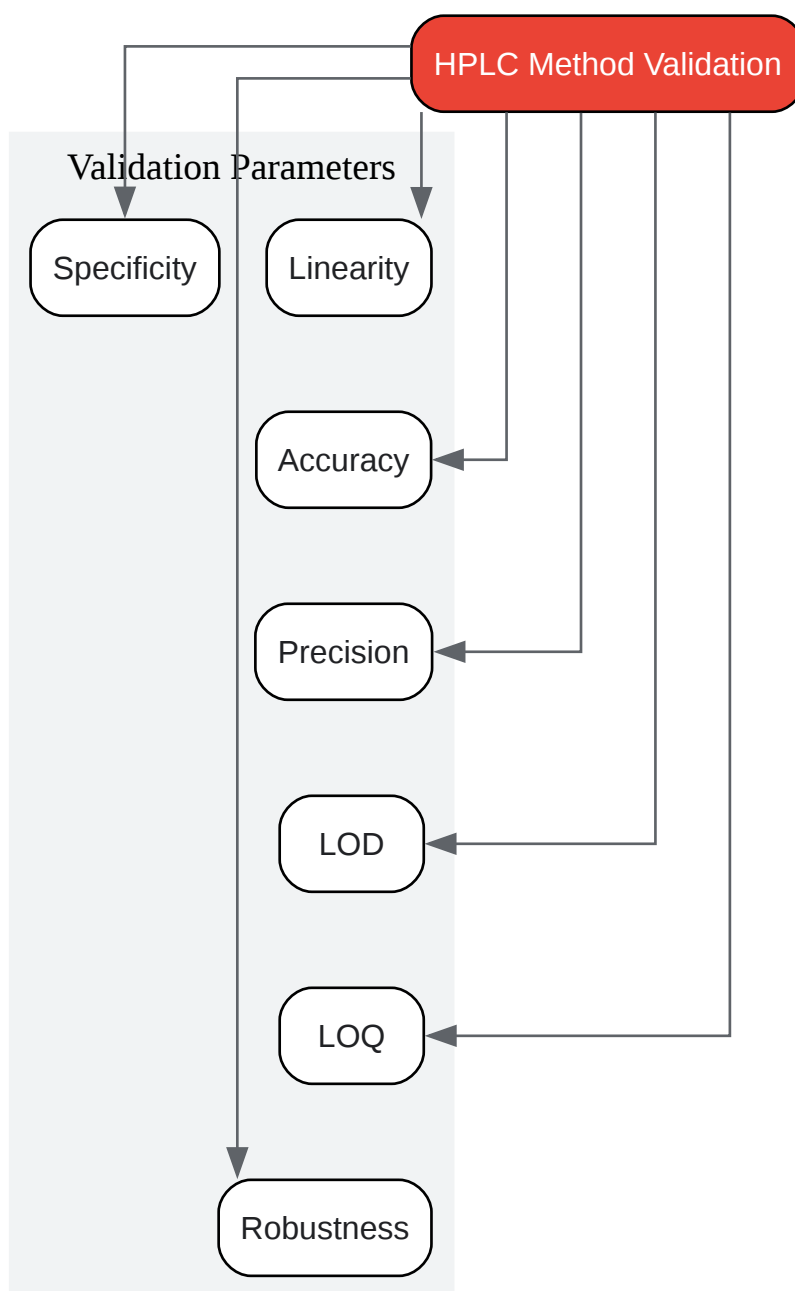 HPLC Method Validation
Validation Parameters
Specificity
Linearity
Accuracy
Precision
LOD
LOQ
Robustness